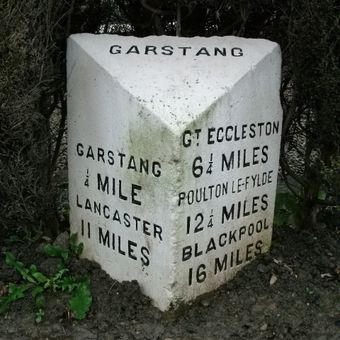 GARSTANG
GARSTANG
¼ MILE
LANCASTER
11 MILES
GT ECCLESTON
6¼ MILES
POULTON-LE-FYLDE
12¼ MILES
BLACKPOOL
16 MILES